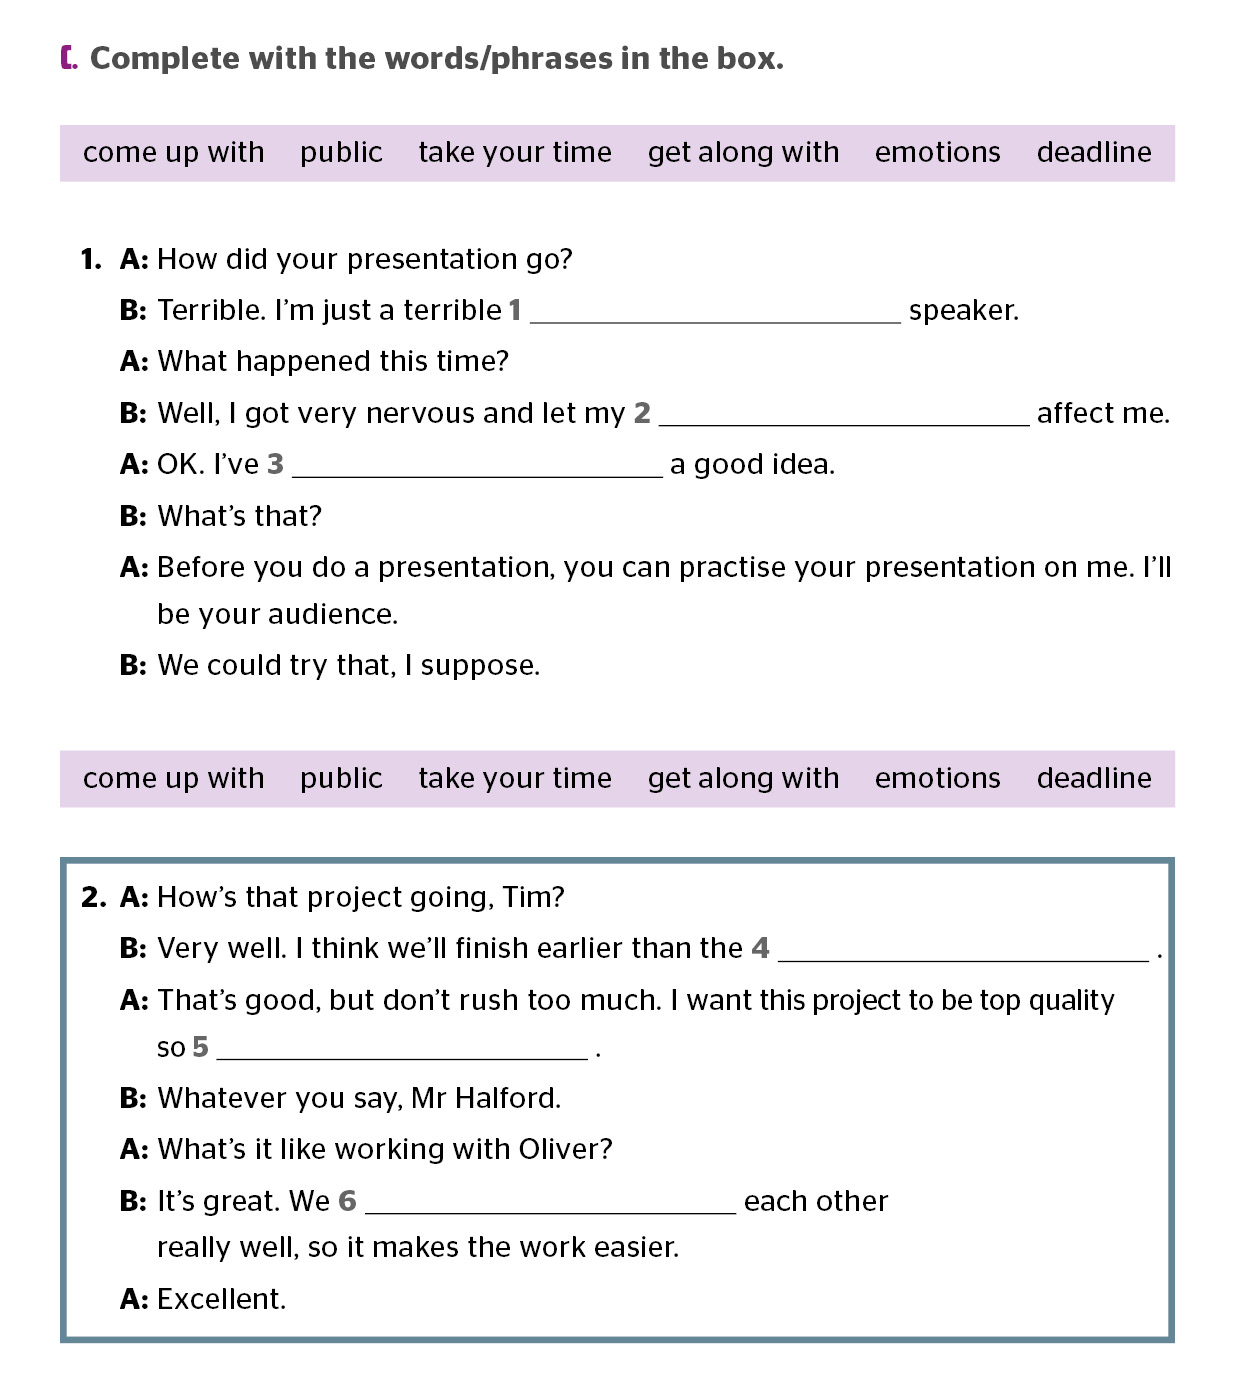 C. Complete with the words/phrases in the box.
come up with public take your time get along with emotions deadline
1. A: How did your presentation go?
B: Terrible. I'm just a terrible 1 ________________ speaker.
A: What happened this time?
B: Well, I got very nervous and let my 2 ________________ affect me.
A: OK. I've 3 ________________ a good idea.
B: What's that?
A: Before you do a presentation, you can practise your presentation on me. I'll
be your audience.
B: We could try that, I suppose.
come up with public take your time get along with emotions deadline
2. A: How's that project going, Tim?
B: Very well. I think we'll finish earlier than the 4 ________________ .
A: That's good, but don't rush too much. I want this project to be top quality
so 5 ________________ .
B: Whatever you say, Mr Halford.
A: What's it like working with Oliver?
B: It's great. We 6 ________________ each other
really well, so it makes the work easier.
A: Excellent.